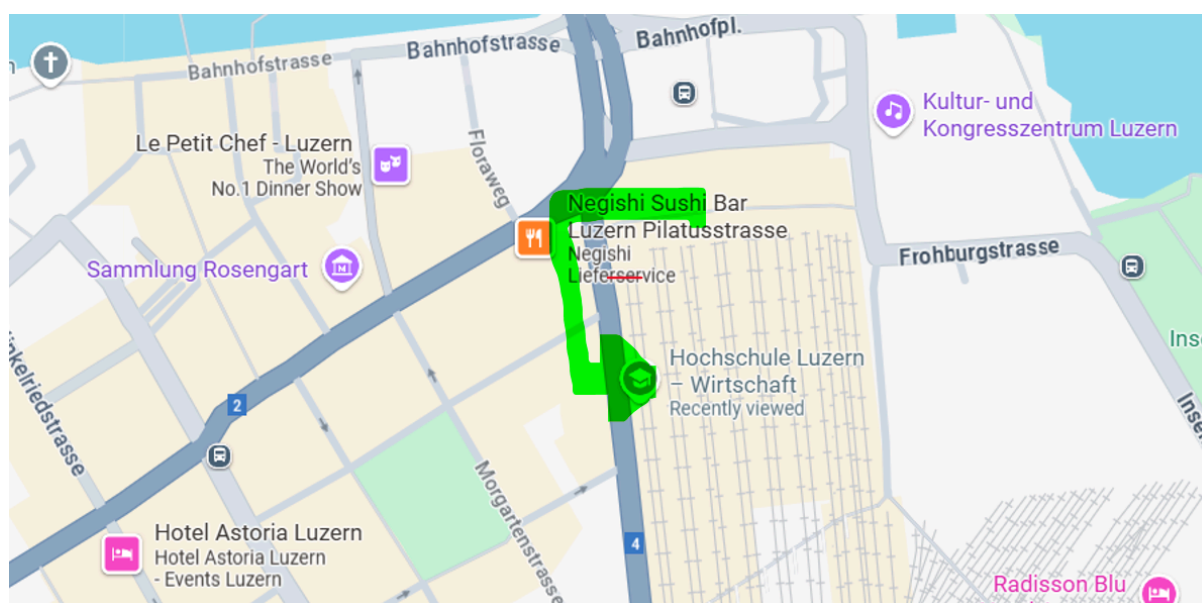 Bahnhofstrasse
Bahnhofstrasse
Bahnhofpl.
Kultur- und
Kongresszentrum Luzern
Le Petit Chef - Luzern
The World's
No.1 Dinner Show
Floraweg
Negishi Sushi Bar
Luzern Pilatusstrasse
Negishi
Lieferservice
Frohburgstrasse
Sammlung Rosengart
Hochschule Luzern
– Wirtschaft
Recently viewed
2
Morgartenstrasse
4
Hotel Astoria Luzern
Hotel Astoria Luzern
- Events Luzern
Radisson Blu